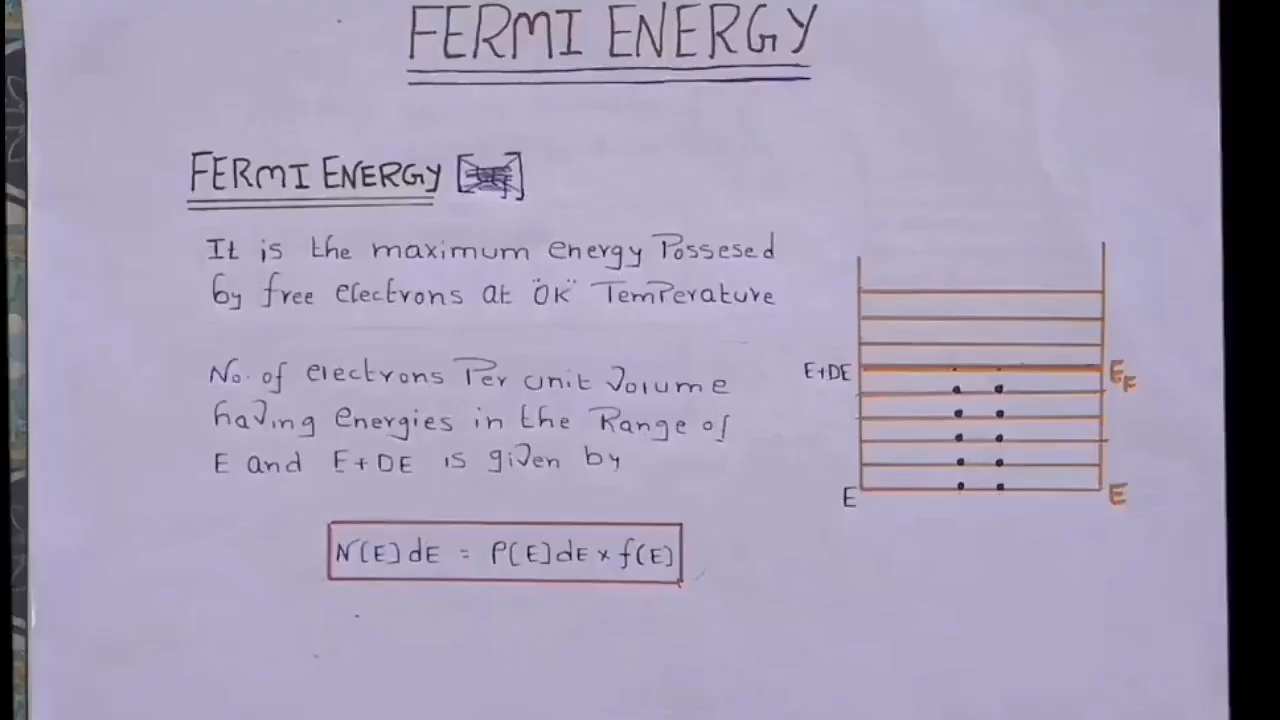 FERMI ENERGY
FERMI ENERGY [ ]
It is the maximum energy Possesed
by free electrons at "0K" Temperature
No. of electrons Per unit Volume
having energies in the Range of
E and E+DE is given by
N(E)dE = P[E]dE × f(E)
E+DE
E
EF
E